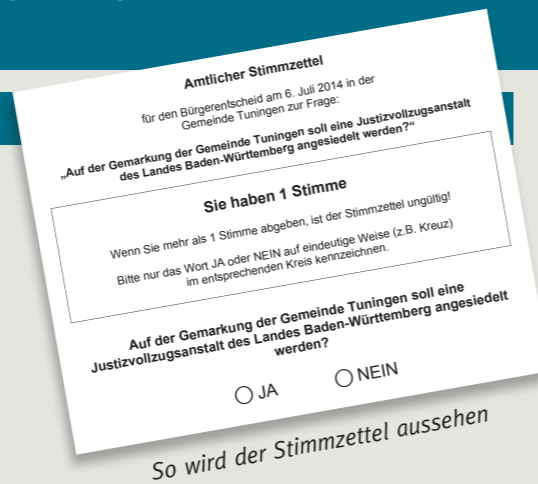 Amtlicher Stimmzettel
für den Bürgerentscheid am 6. Juli 2014 in der
Gemeinde Tuningen zur Frage:
„Auf der Gemarkung der Gemeinde Tuningen soll eine Justizvollzugsanstalt
des Landes Baden-Württemberg angesiedelt werden?“
Sie haben 1 Stimme
Wenn Sie mehr als 1 Stimme abgeben, ist der Stimmzettel ungültig!
Bitte nur das Wort JA oder NEIN auf eindeutige Weise (z.B. Kreuz)
im entsprechenden Kreis kennzeichnen.
Auf der Gemarkung der Gemeinde Tuningen soll eine
Justizvollzugsanstalt des Landes Baden-Württemberg angesiedelt
werden?
JA NEIN
So wird der Stimmzettel aussehen